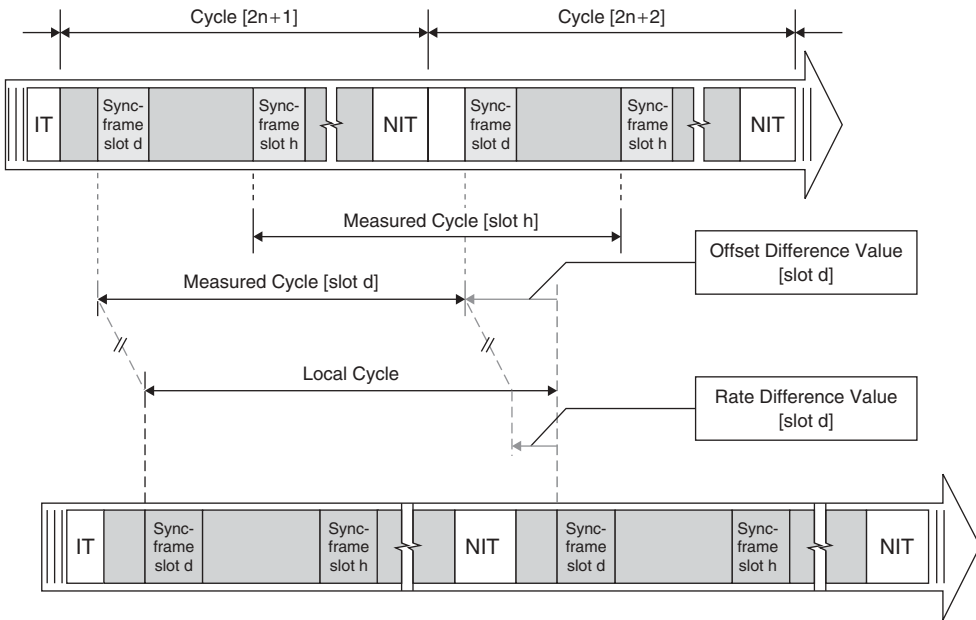 Cycle [2n+1]
Cycle [2n+2]
IT
Sync-
frame
slot d
Sync-
frame
slot h
NIT
Sync-
frame
slot d
Sync-
frame
slot h
NIT
Measured Cycle [slot h]
Offset Difference Value
[slot d]
Measured Cycle [slot d]
Local Cycle
Rate Difference Value
[slot d]
IT
Sync-
frame
slot d
Sync-
frame
slot h
NIT
Sync-
frame
slot d
Sync-
frame
slot h
NIT